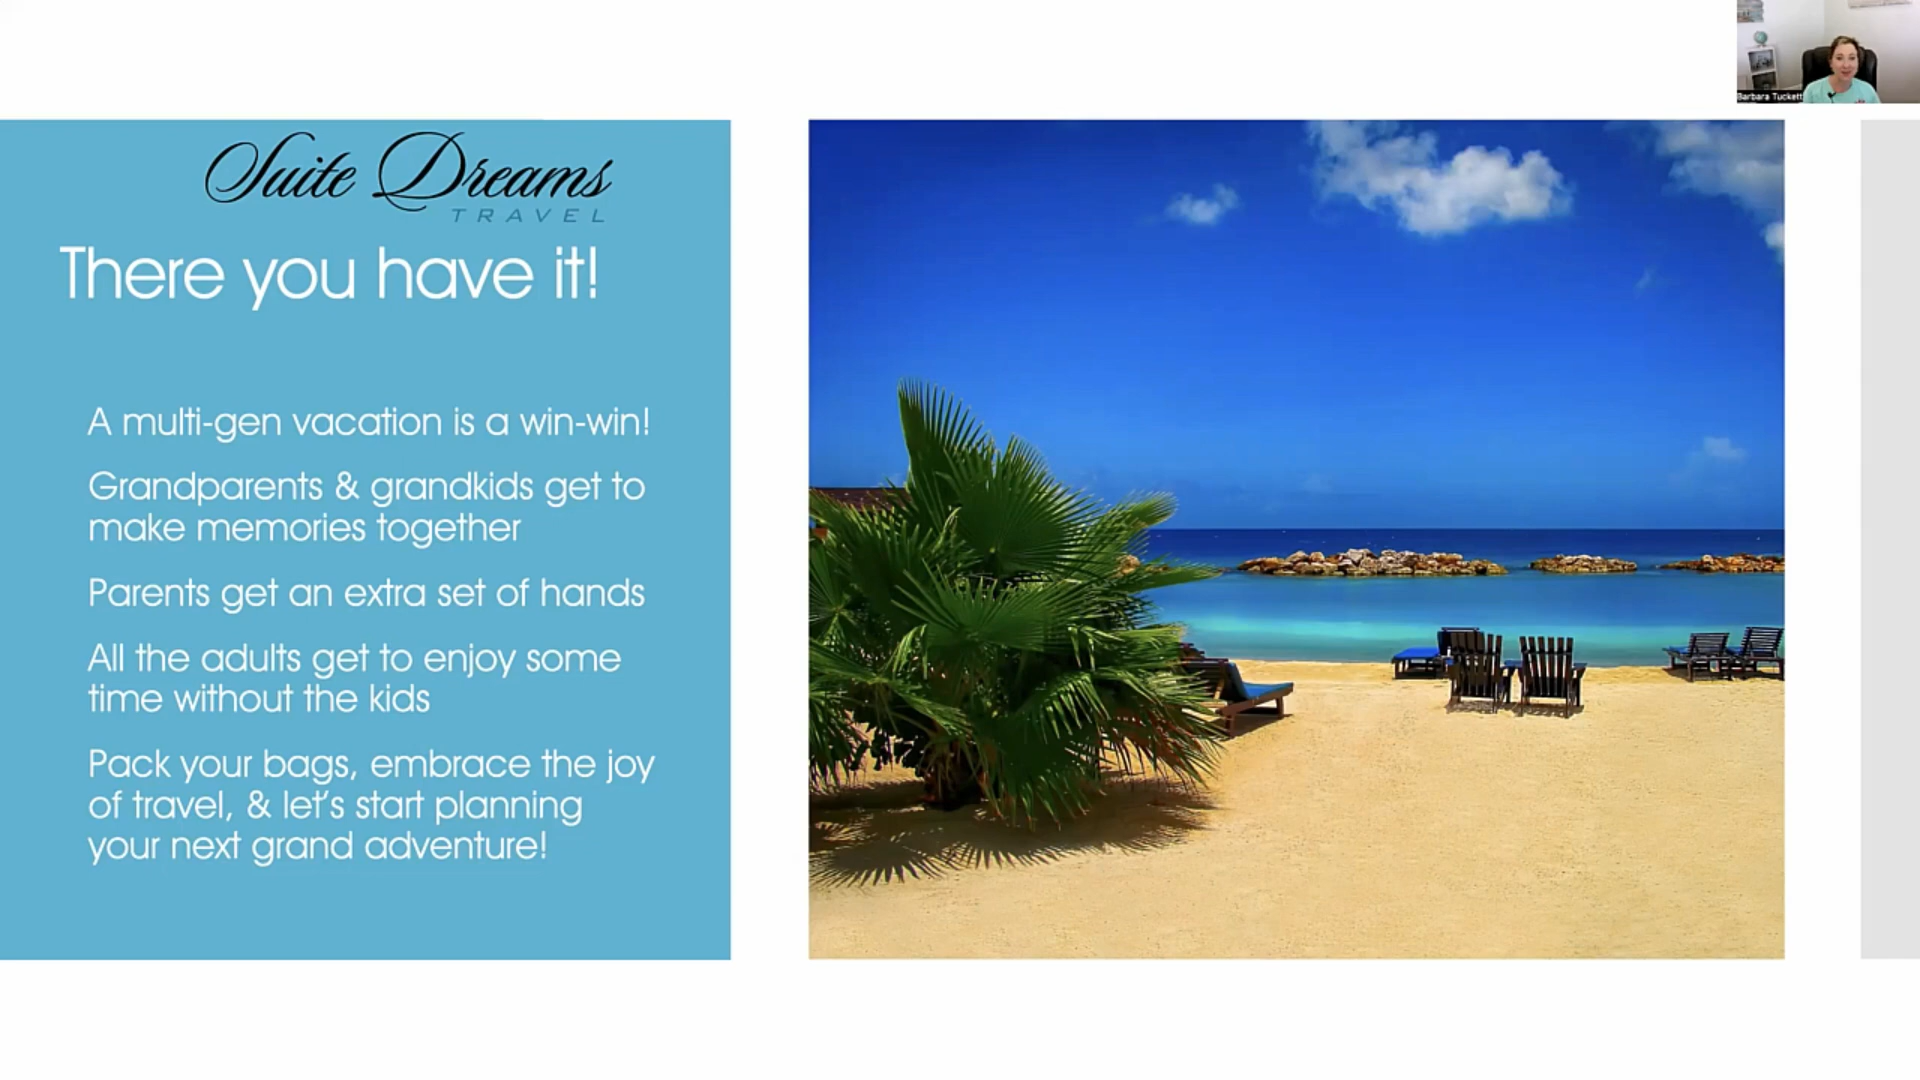 Barbara Tuckett
Suite Dreams
TRAVEL
There you have it!
A multi-gen vacation is a win-win!
Grandparents & grandkids get to
make memories together
Parents get an extra set of hands
All the adults get to enjoy some
time without the kids
Pack your bags, embrace the joy
of travel, & let's start planning
your next grand adventure!